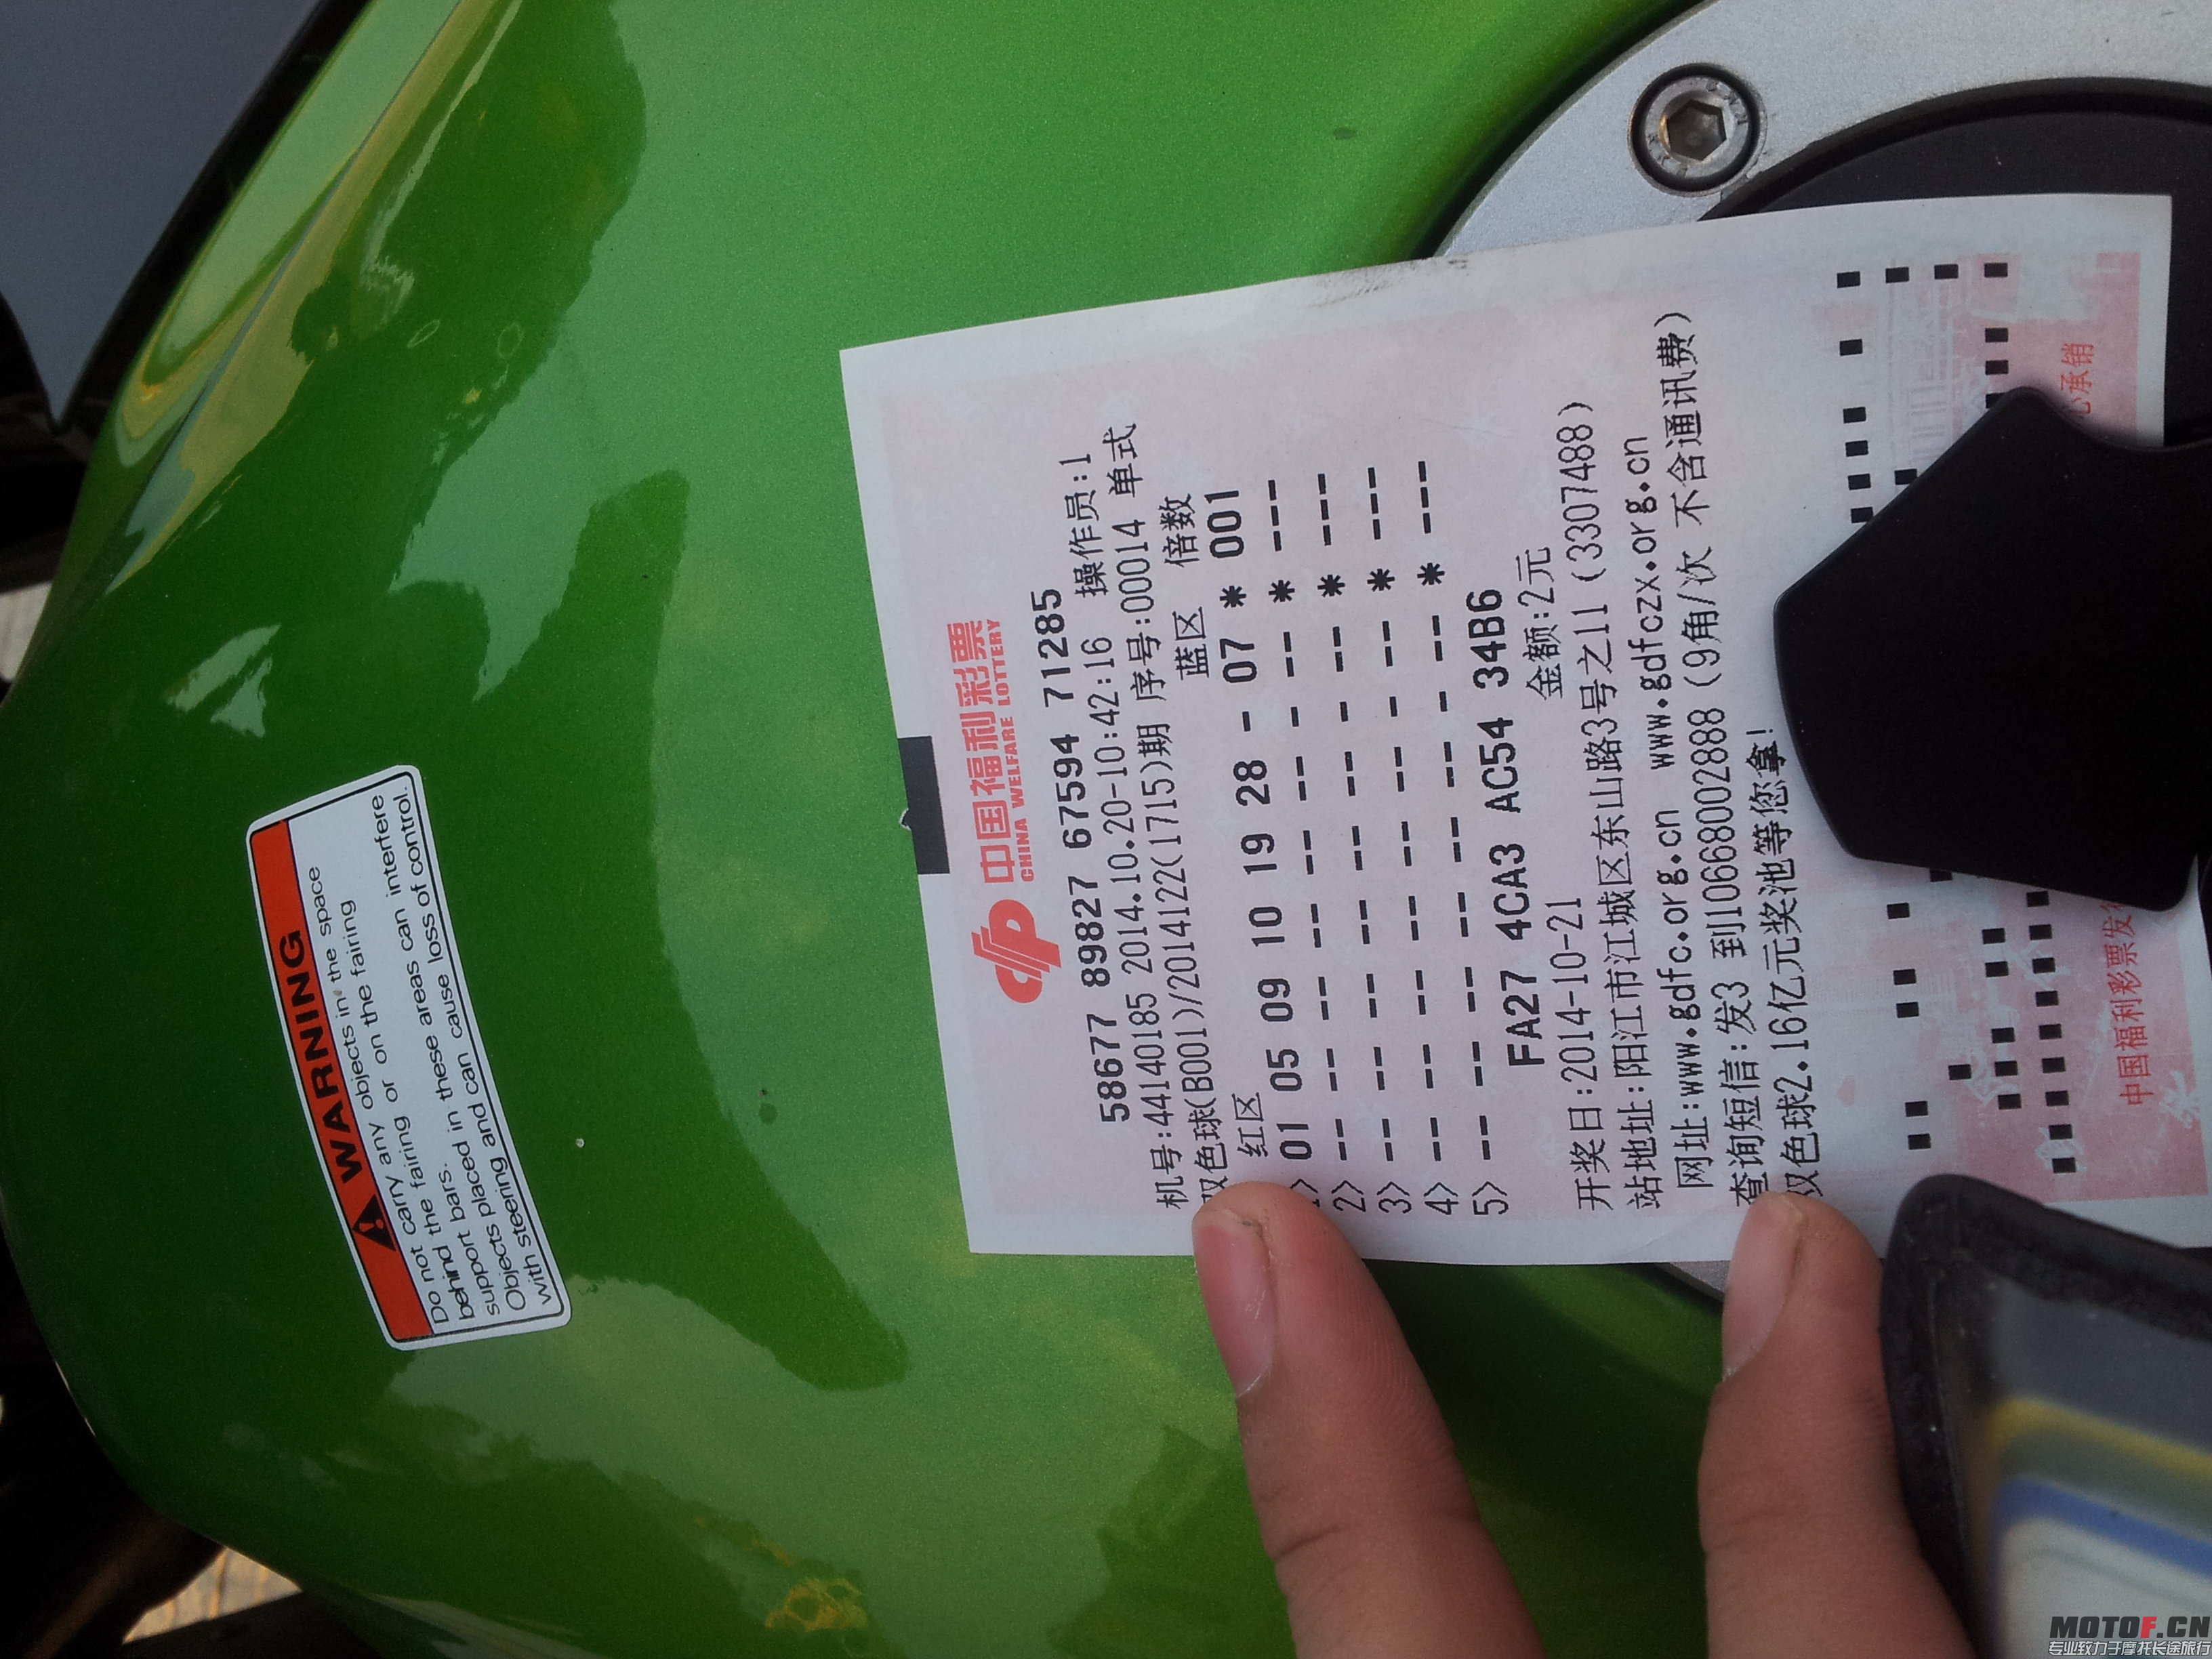 WARNING
Do not carry any objects in the space
behind the fairing or on the fairing
support bars.
Objects placed in these areas can interfere
with steering and can cause loss of control.
中国福利彩票
CHINA WELFARE LOTTERY
58677 89827 67594 71285
机号:44140185 2014.10.20-10:42:16 操作员:1
双色球(B001)/2014122(1715)期 序号:00014 单式
红区 蓝区 倍数
1> 01 05 09 10 19 28 - 07 * 001
2> -- -- -- -- -- -- - -- * ---
3> -- -- -- -- -- -- - -- * ---
4> -- -- -- -- -- -- - -- * ---
5> -- -- -- -- -- -- - -- * ---
FA27 4CA3 AC54 34B6
开奖日:2014-10-21 金额:2元
站地址:阳江市江城区东山路3号之11 (3307488)
网址:www.gdfc.org.cn www.gdfczx.org.cn
查询短信:发3 到10668002888 (9角/次 不含通讯费)
双色球2.16亿元奖池等您拿!
中国福利彩票发 承销
MOTOF.CN
专业致力于摩托长途旅行